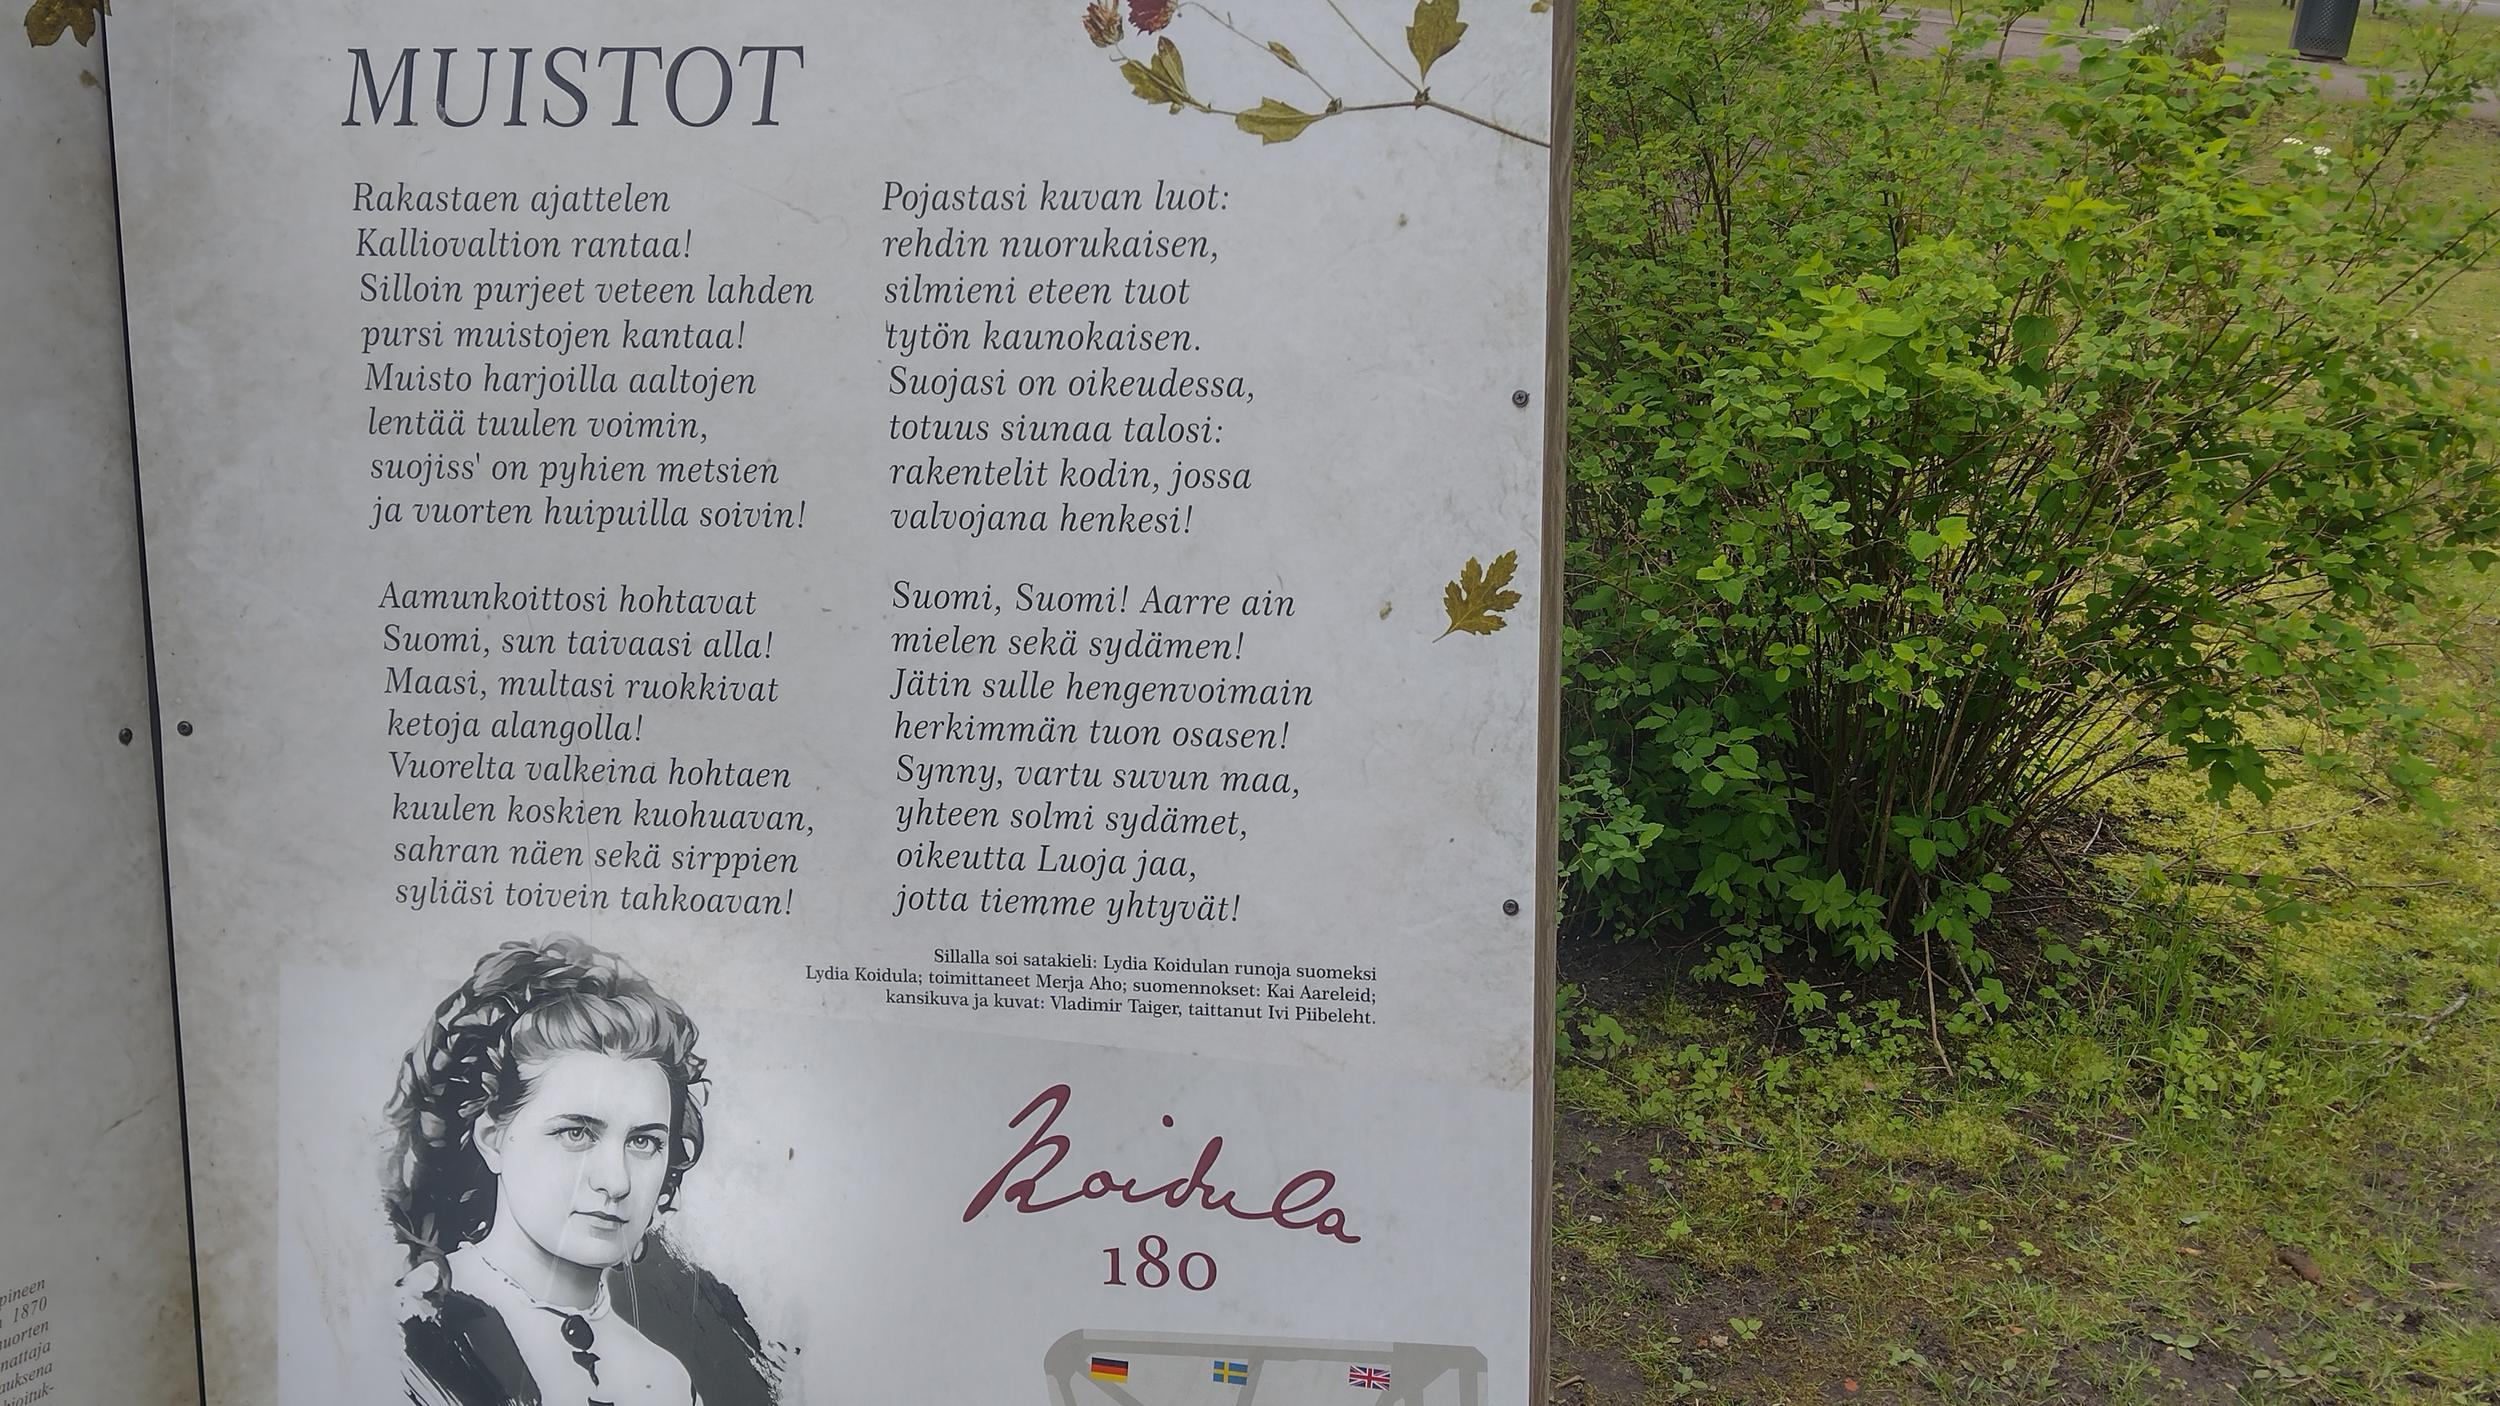 MUISTOT
Rakastaen ajattelen
Kalliovaltion rantaa!
Silloin purjeet veteen lahden
pursi muistojen kantaa!
Muisto harjoilla aaltojen
lentää tuulen voimin,
suojiss' on pyhien metsien
ja vuorten huipuilla soivin!
Aamunkoittosi hohtavat
Suomi, sun taivaasi alla!
Maasi, multasi ruokkivat
ketoja alangolla!
Vuorelta valkeina hohtaen
kuulen koskien kuohuavan,
sahran näen sekä sirppien
syliäsi toivein tahkoavan!
Pojastasi kuvan luot:
rehdin nuorukaisen,
silmieni eteen tuot
tytön kaunokaisen.
Suojasi on oikeudessa,
totuus siunaa talosi:
rakentelit kodin, jossa
valvojana henkesi!
Suomi, Suomi! Aarre ain
mielen sekä sydämen!
Jätin sulle hengenvoimain
herkimmän tuon osasen!
Synny, vartu suvun maa,
yhteen solmi sydämet,
oikeutta Luoja jaa,
jotta tiemme yhtyvät!
Sillalla soi satakieli: Lydia Koidulan runoja suomeksi
Lydia Koidula; toimittaneet Merja Aho; suomennokset: Kai Aareleid;
kansikuva ja kuvat: Vladimir Taiger, taittanut Ivi Piibeleht.
Koidula
180
1870